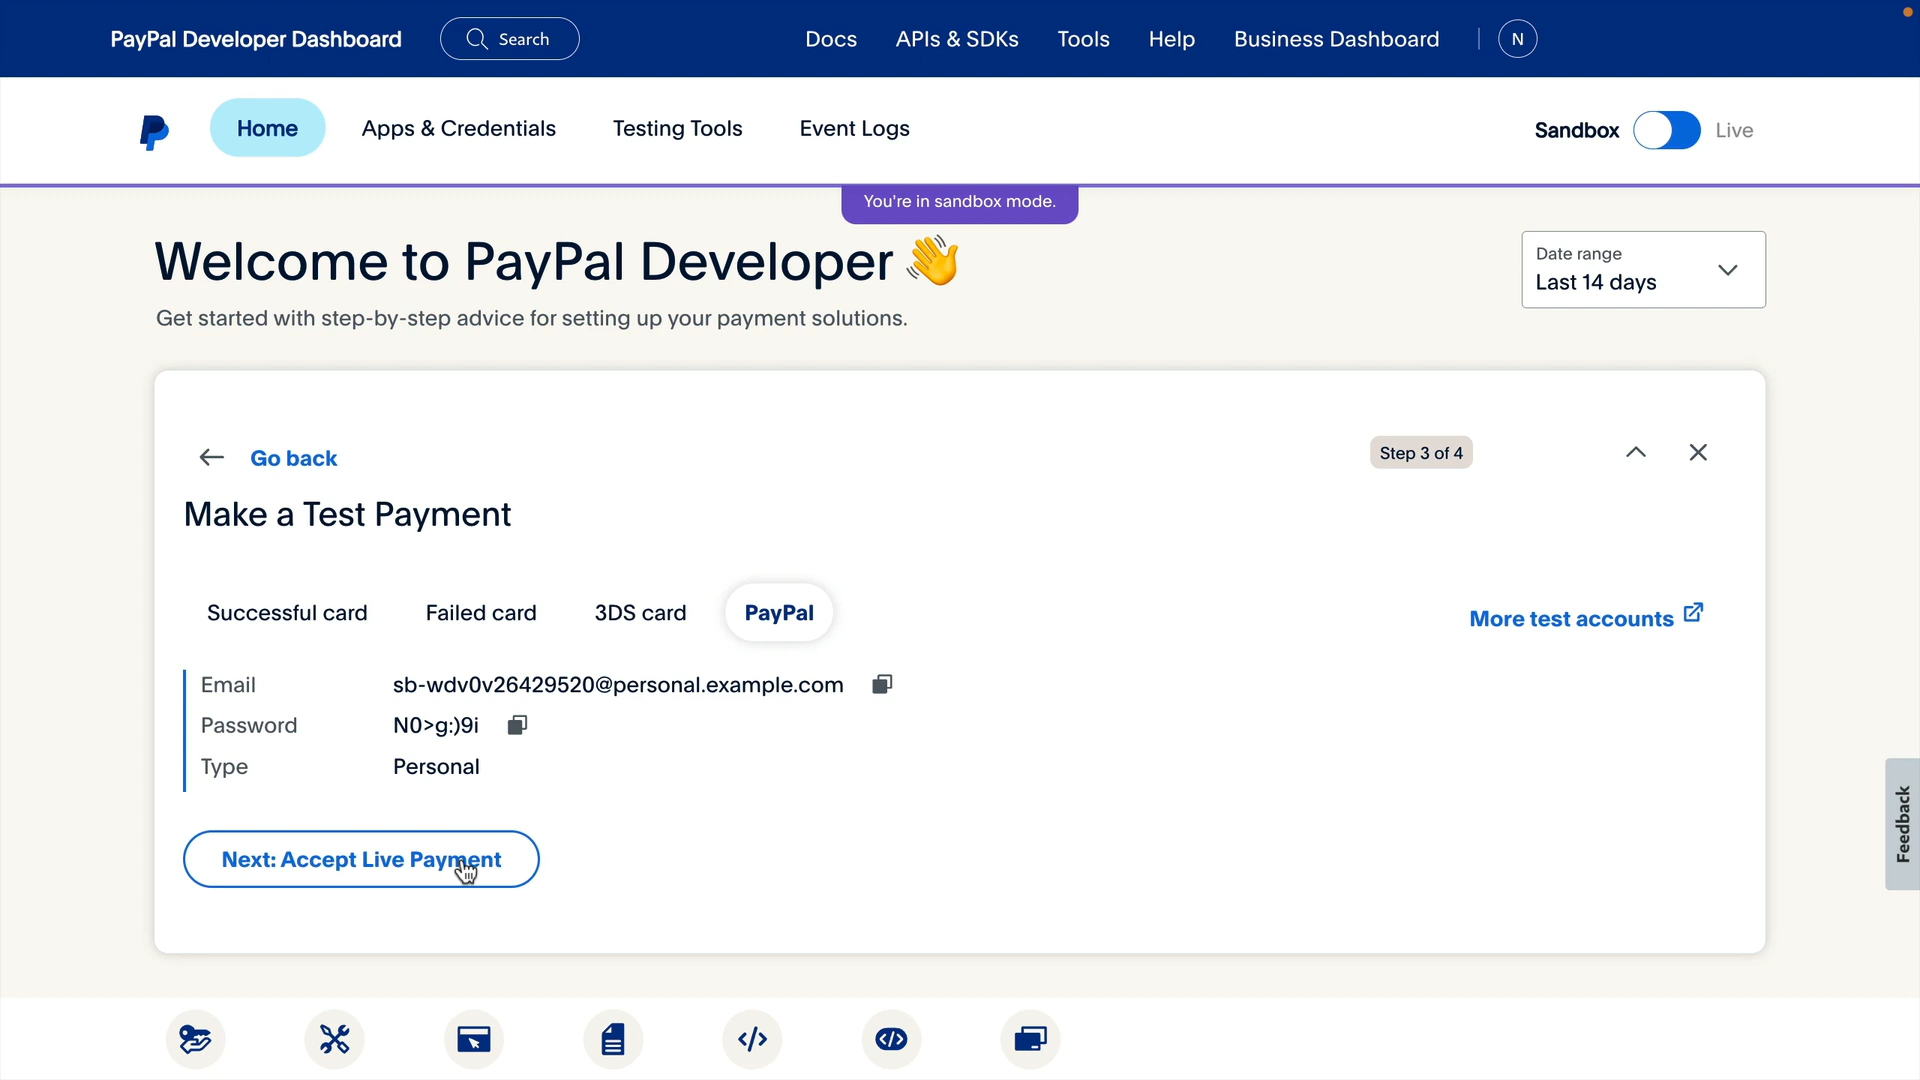 PayPal Developer Dashboard
Search
Docs
APIs & SDKs
Tools
Help
Business Dashboard
N
Home
Apps & Credentials
Testing Tools
Event Logs
Sandbox
Live
You're in sandbox mode.
Welcome to PayPal Developer 👋
Get started with step-by-step advice for setting up your payment solutions.
Date range
Last 14 days
Go back
Step 3 of 4
Make a Test Payment
Successful card
Failed card
3DS card
PayPal
More test accounts
Email
sb-wdv0v26429520@personal.example.com
Password
N0>g:)9i
Type
Personal
Next: Accept Live Payment
Feedback